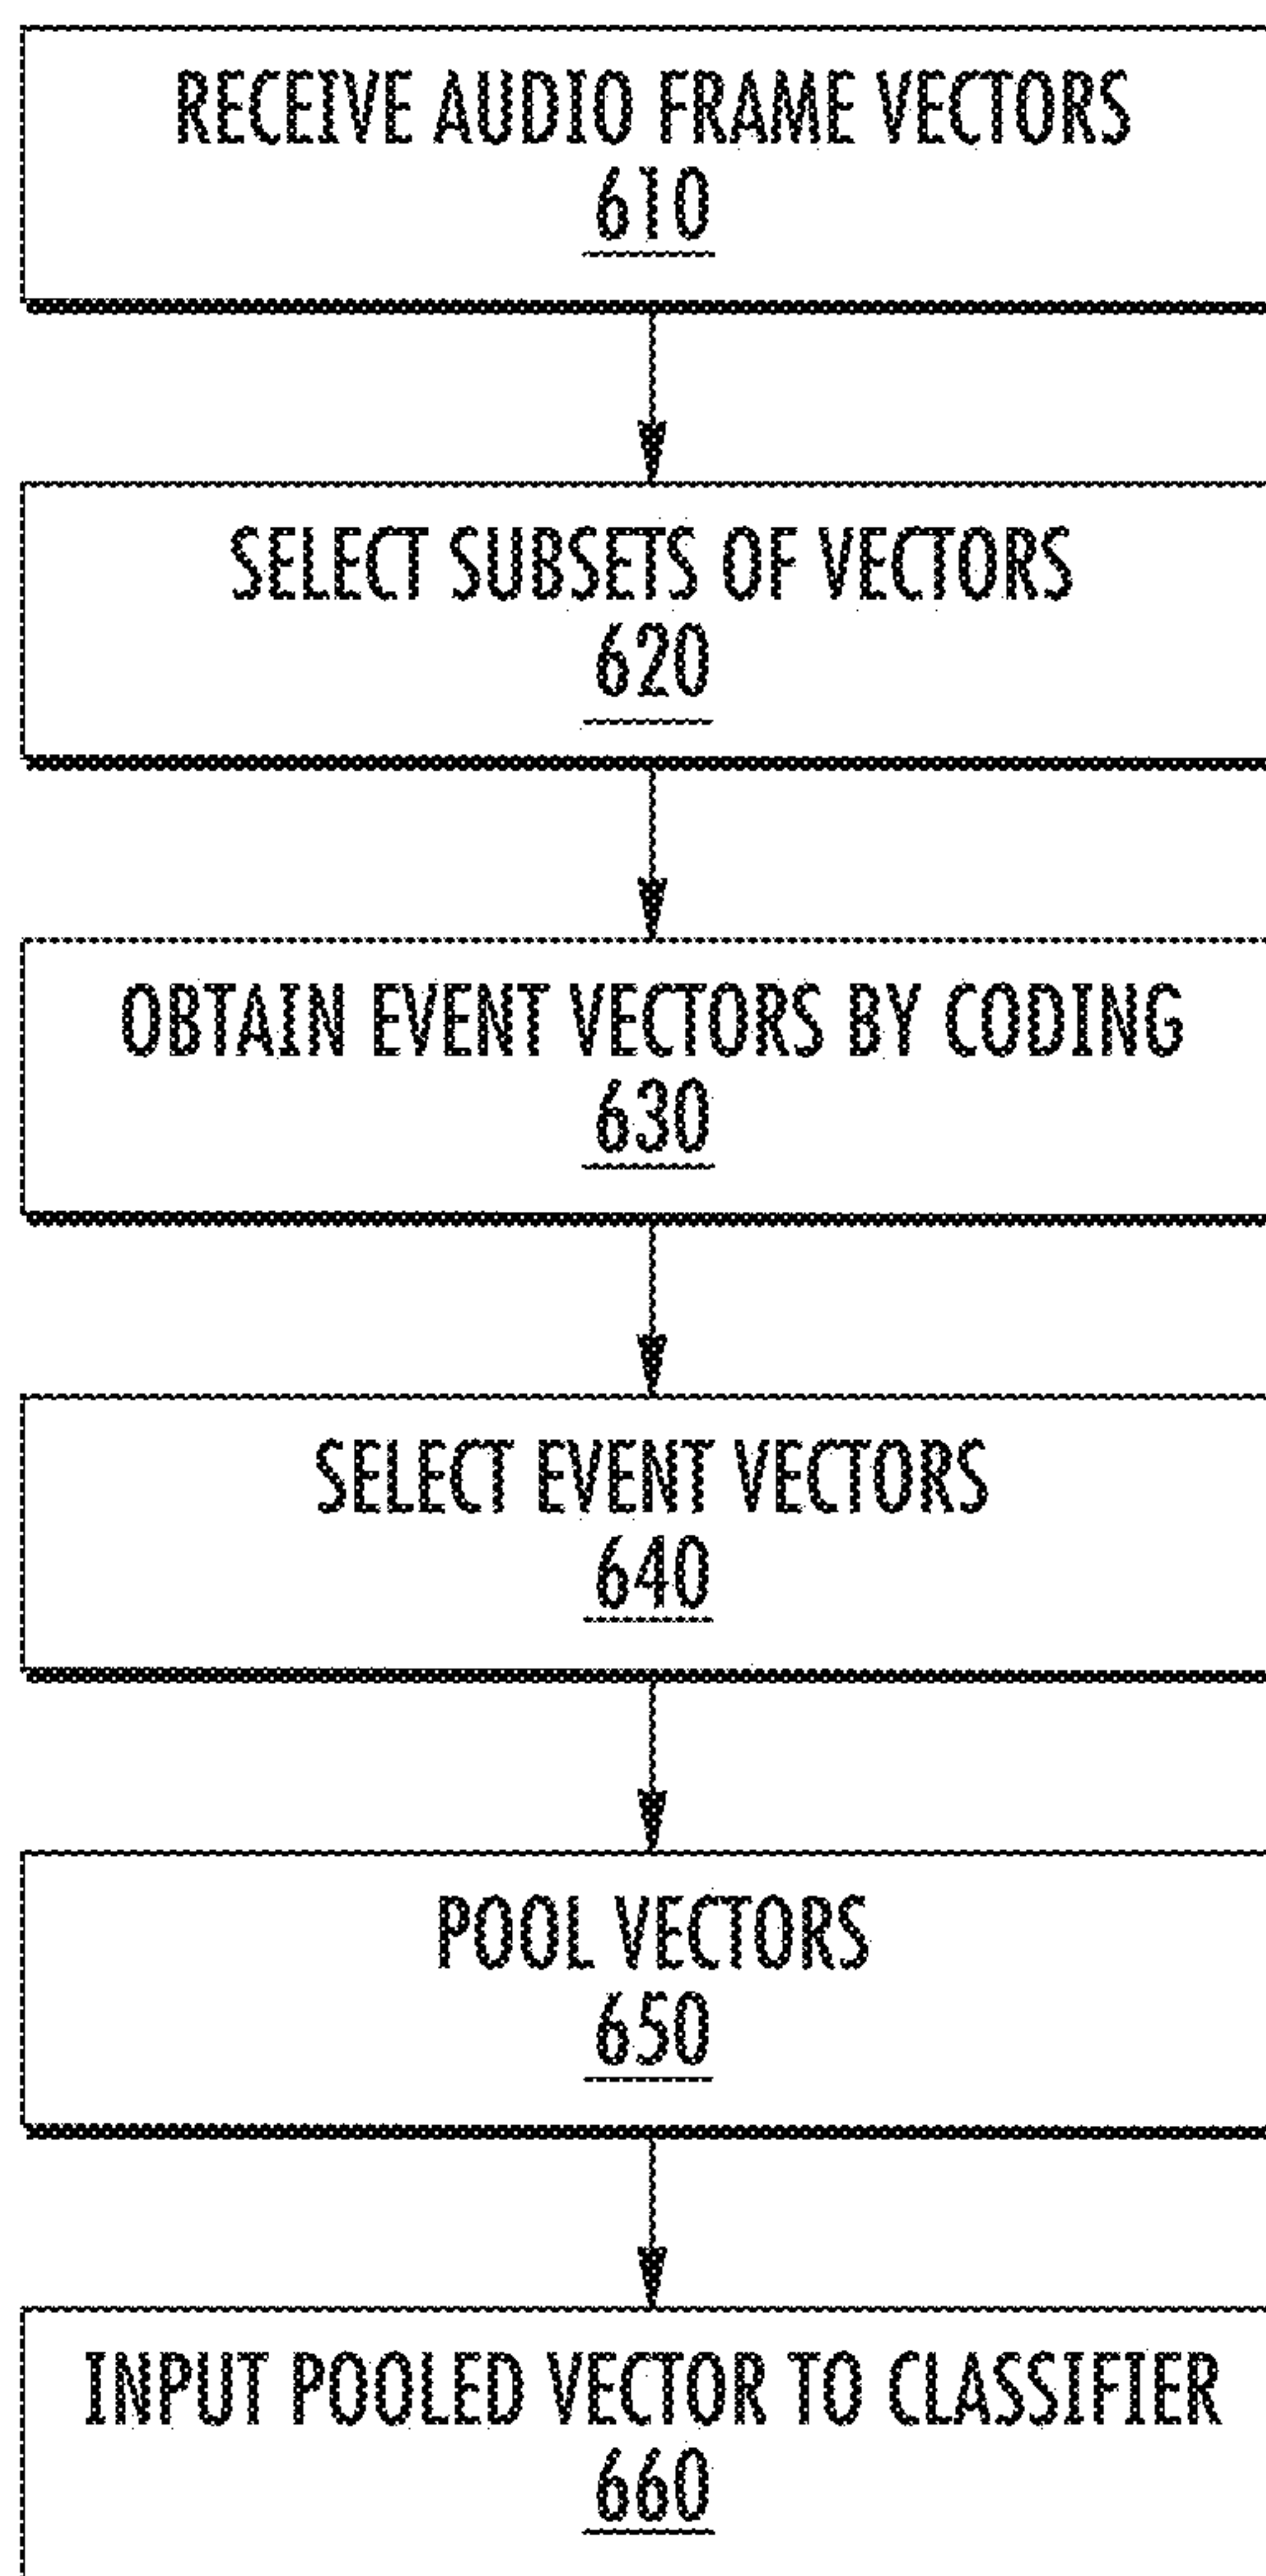 RECEIVE AUDIO FRAME VECTORS
610
SELECT SUBSETS OF VECTORS
620
OBTAIN EVENT VECTORS BY CODING
630
SELECT EVENT VECTORS
640
POOL VECTORS
650
INPUT POOLED VECTOR TO CLASSIFIER
660